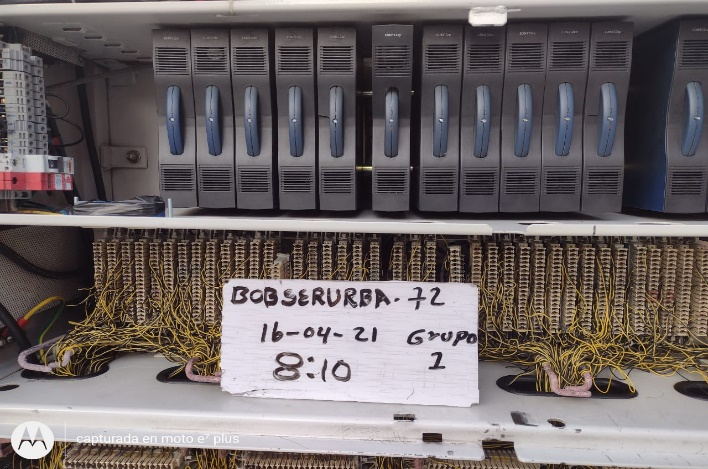 BOBSERURBA-72
16-04-21 Grupo
8:10 1
capturada en moto e⁷ plus